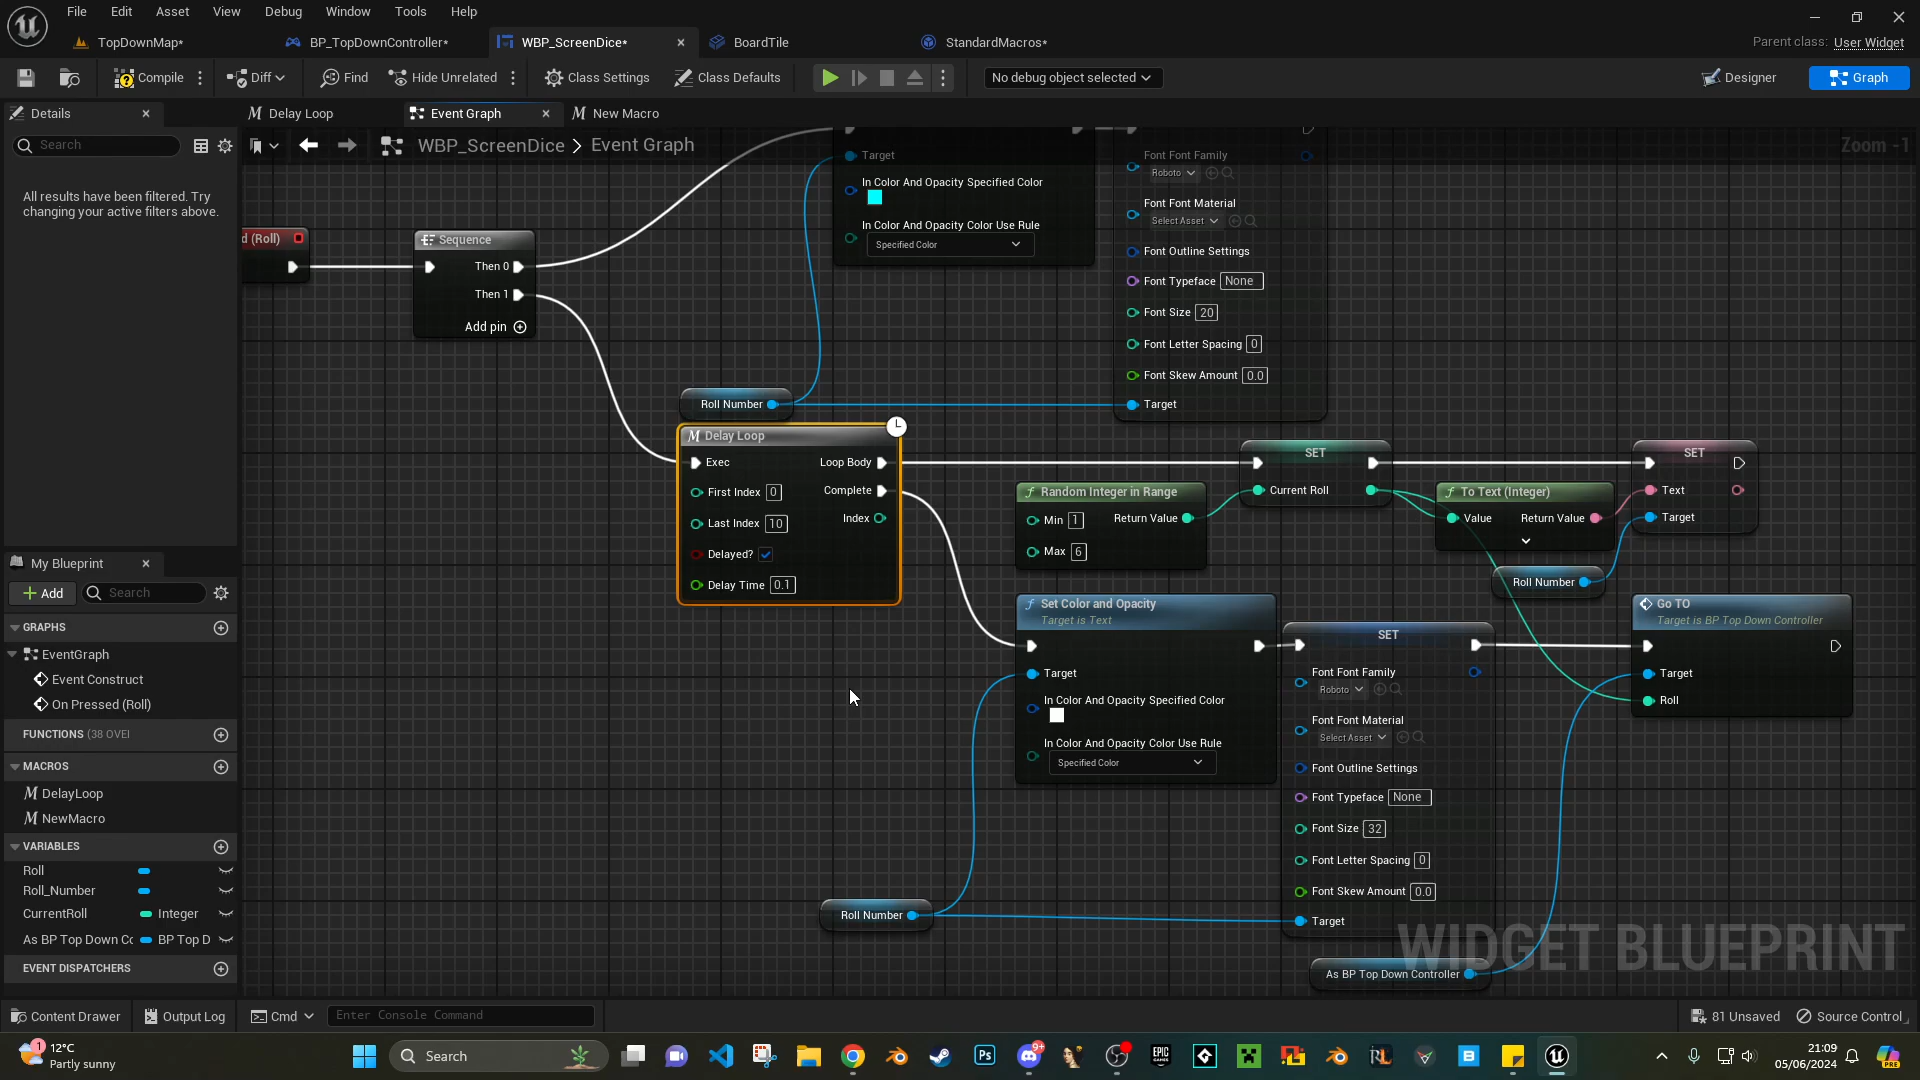 File Edit Asset View Debug Window Tools Help
TopDownMap* BP_TopDownController* WBP_ScreenDice* BoardTile StandardMacros* Parent class: User Widget
Compile Diff Find Hide Unrelated Class Settings Class Defaults No debug object selected Designer Graph
Details Delay Loop Event Graph New Macro
Search WBP_ScreenDice > Event Graph Zoom -1
All results have been filtered. Try
changing your active filters above.
d (Roll)
Sequence
Then 0
Then 1
Add pin
Target
In Color And Opacity Specified Color
In Color And Opacity Color Use Rule
Specified Color
Font Font Family
Roboto
Font Font Material
Select Asset
Font Outline Settings
Font Typeface None
Font Size 20
Font Letter Spacing 0
Font Skew Amount 0.0
Target
Roll Number
Delay Loop
Exec Loop Body
First Index 0 Complete
Last Index 10 Index
Delayed?
Delay Time 0.1
Random Integer in Range
Min 1 Return Value
Max 6
SET
Current Roll
To Text (Integer)
Value Return Value
SET
Text
Target
Roll Number
Set Color and Opacity
Target is Text
Target
In Color And Opacity Specified Color
In Color And Opacity Color Use Rule
Specified Color
SET
Font Font Family
Roboto
Font Font Material
Select Asset
Font Outline Settings
Font Typeface None
Font Size 32
Font Letter Spacing 0
Font Skew Amount 0.0
Target
Go TO
Target is BP Top Down Controller
Target
Roll
Roll Number
As BP Top Down Controller
WIDGET BLUEPRINT
My Blueprint
Add Search
GRAPHS
EventGraph
Event Construct
On Pressed (Roll)
FUNCTIONS (38 OVEI
MACROS
DelayLoop
NewMacro
VARIABLES
Roll
Roll_Number
CurrentRoll Integer
As BP Top Down Cc BP Top D
EVENT DISPATCHERS
Content Drawer Output Log Cmd Enter Console Command 81 Unsaved Source Control
1 12°C
Partly sunny
Search
9+
EPIC GAMES
21:09
05/06/2024
PRE